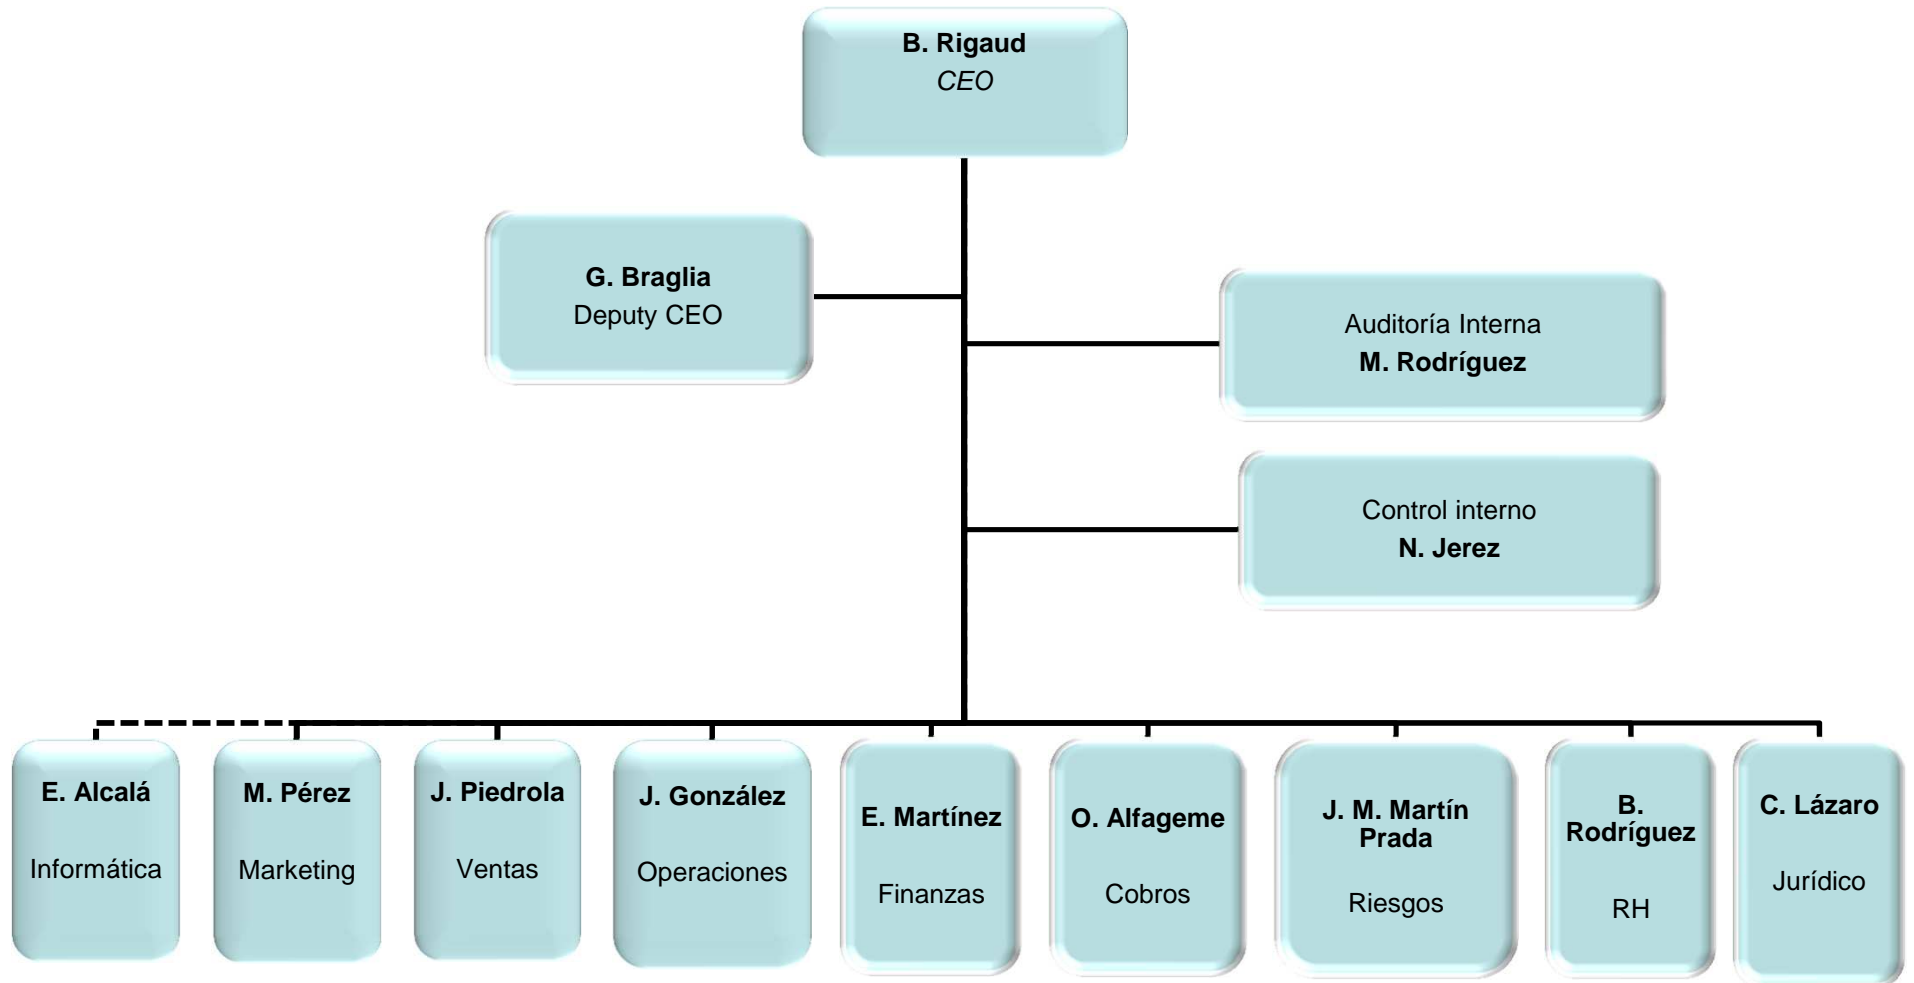 B. Rigaud
CEO
G. Braglia
Deputy CEO
Auditoría Interna
M. Rodríguez
Control interno
N. Jerez
E. Alcalá
Informática
M. Pérez
Marketing
J. Piedrola
Ventas
J. González
Operaciones
E. Martínez
Finanzas
O. Alfageme
Cobros
J. M. Martín
Prada
Riesgos
B.
Rodríguez
RH
C. Lázaro
Jurídico